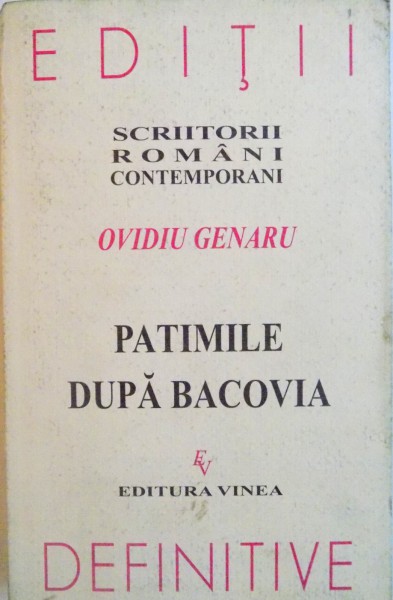 EDIŢII
SCRIITORII
ROMÂNI
CONTEMPORANI
OVIDIU GENARU
PATIMILE
DUPĂ BACOVIA
EV
EDITURA VINEA
DEFINITIVE